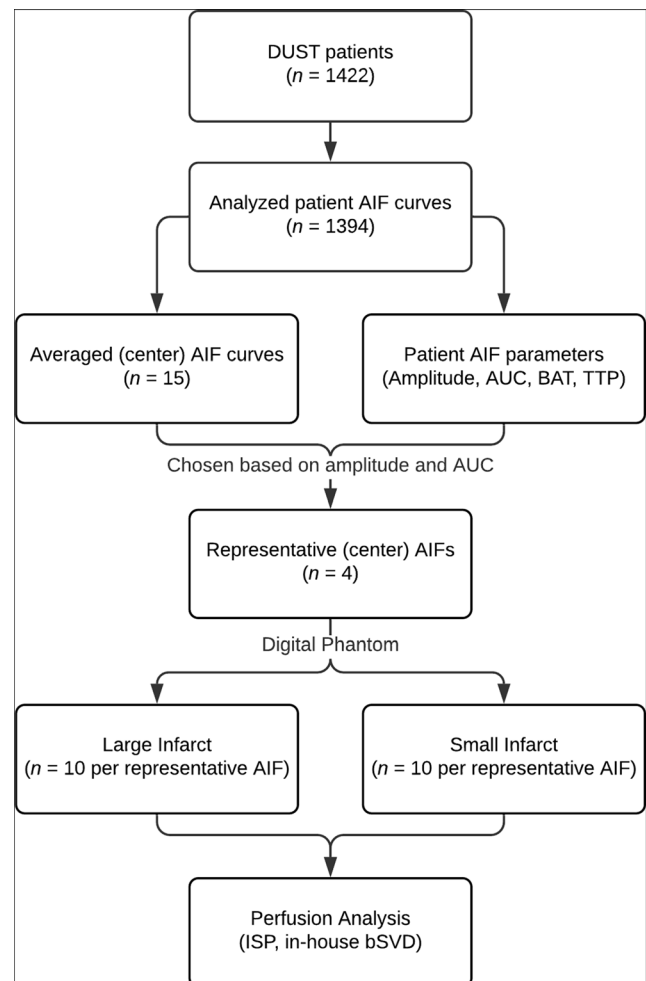 DUST patients
(n = 1422)
Analyzed patient AIF curves
(n = 1394)
Averaged (center) AIF curves
(n = 15)
Patient AIF parameters
(Amplitude, AUC, BAT, TTP)
Chosen based on amplitude and AUC
Representative (center) AIFs
(n = 4)
Digital Phantom
Large Infarct
(n = 10 per representative AIF)
Small Infarct
(n = 10 per representative AIF)
Perfusion Analysis
(ISP, in-house bSVD)